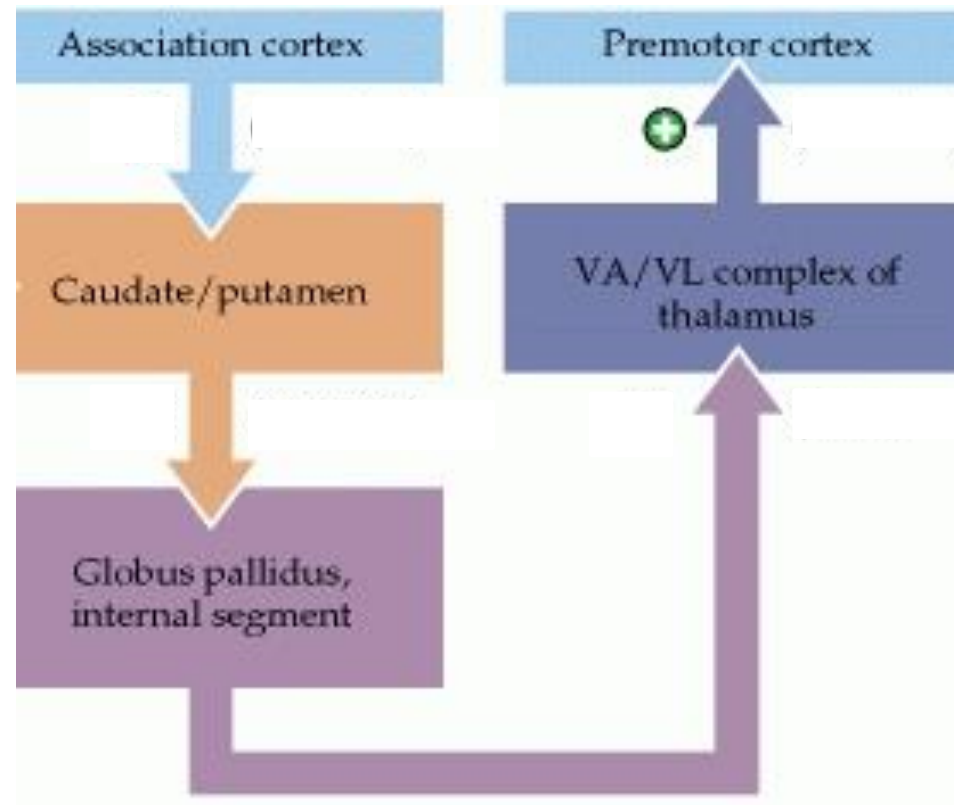 Association cortex
Premotor cortex
Caudate/putamen
VA/VL complex of
thalamus
Globus pallidus,
internal segment